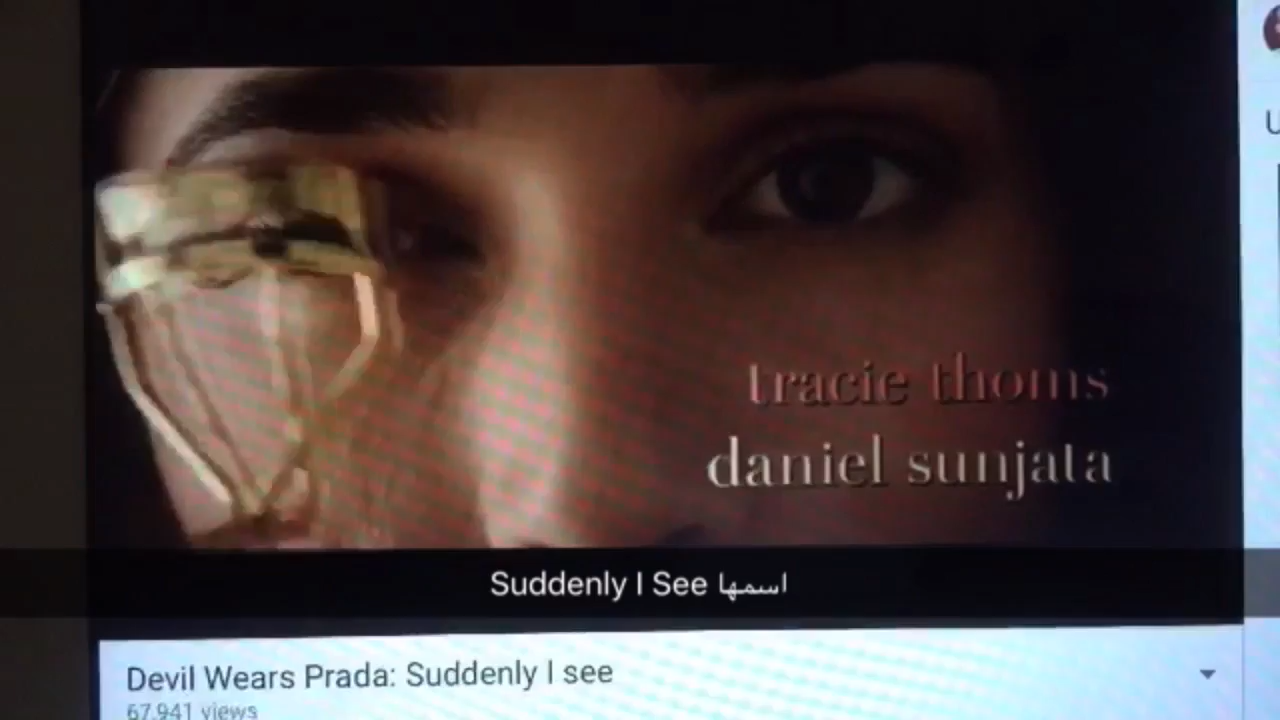 tracie thoms
daniel sunjata
Suddenly I See اسمها
Devil Wears Prada: Suddenly I see
67,941 views